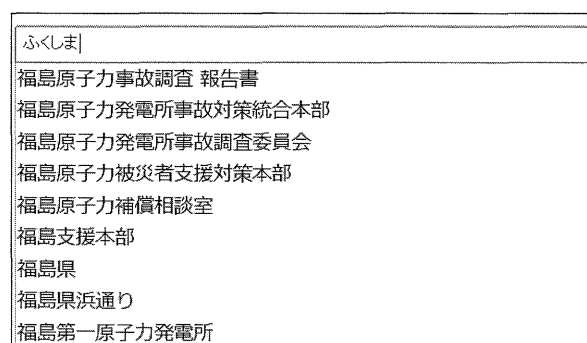 ふくしま
福島原子力事故調査 報告書
福島原子力発電所事故対策統合本部
福島原子力発電所事故調査委員会
福島原子力被災者支援対策本部
福島原子力補償相談室
福島支援本部
福島県
福島県浜通り
福島第一原子力発電所